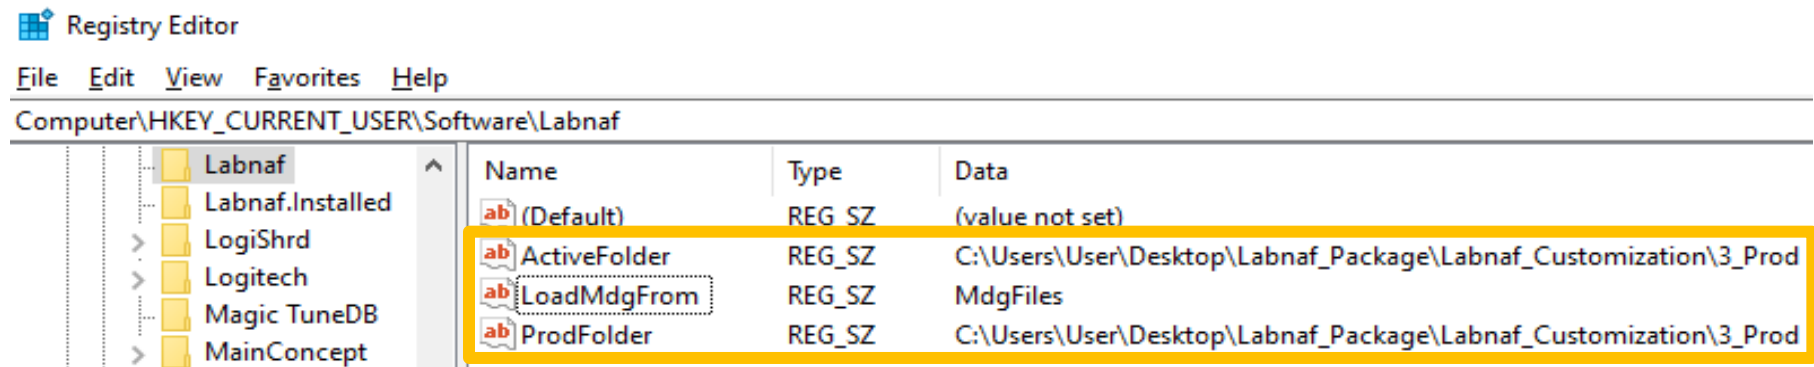 Registry Editor
File Edit View Favorites Help
Computer\HKEY_CURRENT_USER\Software\Labnaf
Labnaf
Labnaf.Installed
LogiShrd
Logitech
Magic TuneDB
MainConcept
Name Type Data
ab (Default) REG_SZ (value not set)
ab ActiveFolder REG_SZ C:\Users\User\Desktop\Labnaf_Package\Labnaf_Customization\3_Prod
ab LoadMdgFrom REG_SZ MdgFiles
ab ProdFolder REG_SZ C:\Users\User\Desktop\Labnaf_Package\Labnaf_Customization\3_Prod